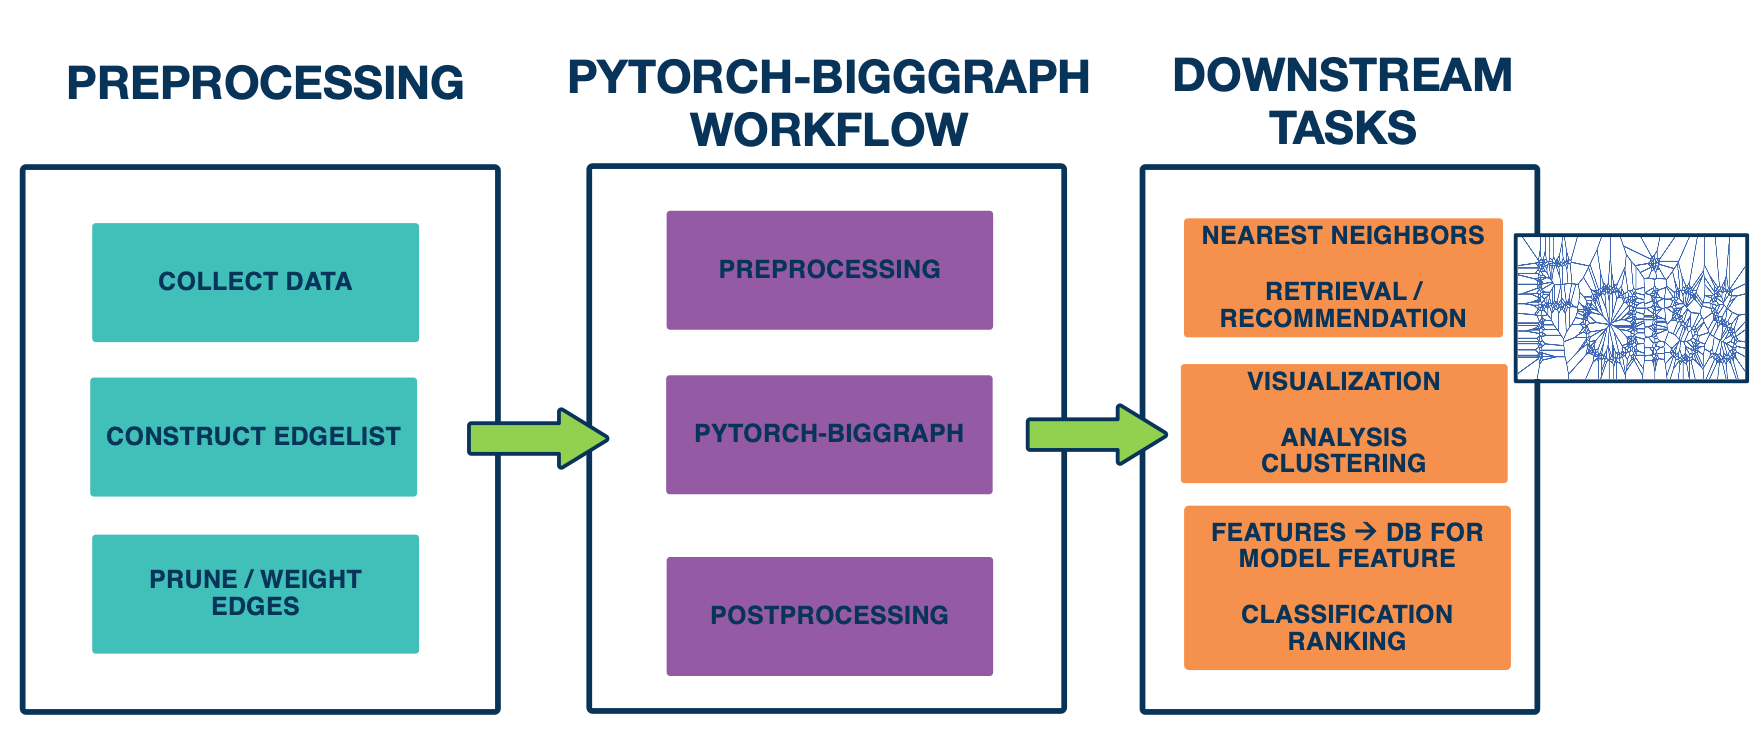 PREPROCESSING
COLLECT DATA
CONSTRUCT EDGELIST
PRUNE / WEIGHT
EDGES
PYTORCH-BIGGGRAPH
WORKFLOW
PREPROCESSING
PYTORCH-BIGGRAPH
POSTPROCESSING
DOWNSTREAM
TASKS
NEAREST NEIGHBORS
RETRIEVAL /
RECOMMENDATION
VISUALIZATION
ANALYSIS
CLUSTERING
FEATURES → DB FOR
MODEL FEATURE
CLASSIFICATION
RANKING